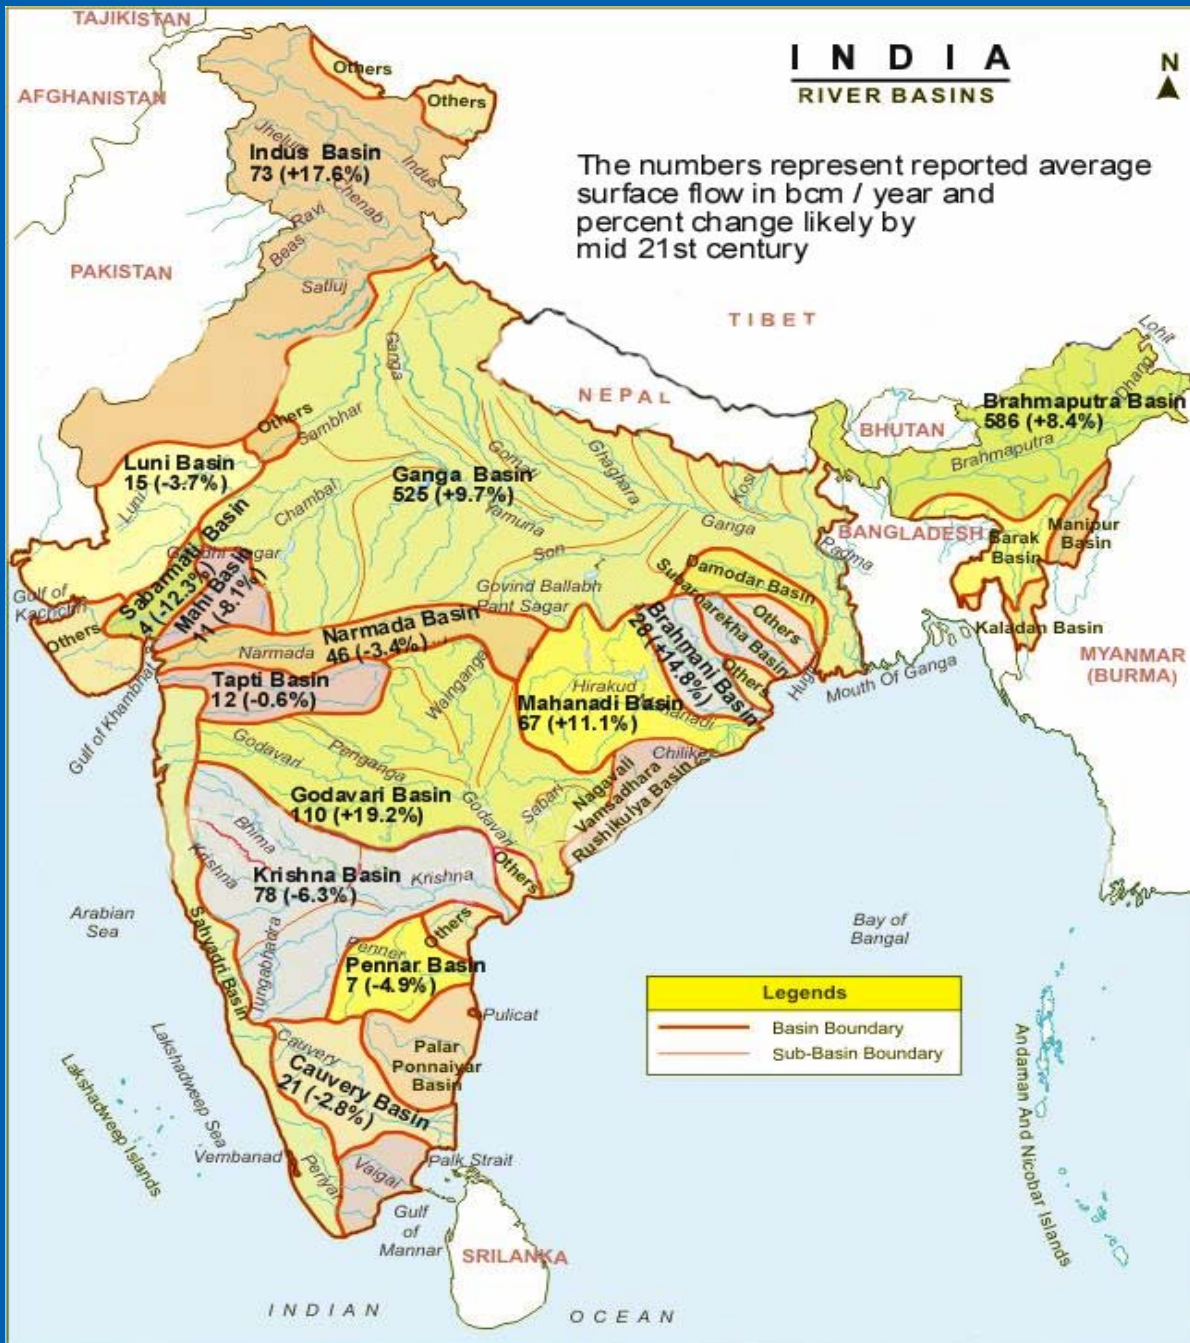 TAJIKISTAN
INDIA
RIVER BASINS
N
AFGHANISTAN
Others
Others
The numbers represent reported average
surface flow in bcm / year and
percent change likely by
mid 21st century
Jhelum
Indus Basin
73 (+17.6%)
Indus
Chenab
Ravi
Beas
Satluj
PAKISTAN
TIBET
Lohit
Dhang
NEPAL
Ganga
BHUTAN
Brahmaputra Basin
586 (+8.4%)
Brahmaputra
Others
Sambhar
Luni Basin
15 (-3.7%)
Luni
Chambal
Ganga Basin
525 (+9.7%)
Gomti
Ghaghara
Kosi
Yamuna
Ganga
Son
Padma
BANGLADESH
Barak
Basin
Manipur
Basin
Kaladan Basin
MYANMAR
(BURMA)
Gulf of
Kachchh
Others
Sabarmati Basin
4 (-12.3%)
Mahi Basin
11 (-8.1%)
Govind Ballabh
Pant Sagar
Damodar Basin
Subarnarekha Basin
Others
Others
Brahmani Basin
28 (+14.8%)
Hugli
Mouth Of Ganga
Narmada Basin
46 (-3.4%)
Narmada
Tapti Basin
12 (-0.6%)
Gulf of Khambhat
Wainganga
Hirakud
Mahanadi Basin
67 (+11.1%)
Mahanadi
Chilike
Godavari
Penganga
Godavari Basin
110 (+19.2%)
Godavari
Sabari
Nagavali
Vamsadhara
Rushikulya Basin
Bhima
Krishna
Krishna Basin
78 (-6.3%)
Krishna
Others
Arabian
Sea
Bay of
Bangal
Sahyadri Basin
Tungabhadra
Others
Penner
Pennar Basin
7 (-4.9%)
Legends
Basin Boundary
Sub-Basin Boundary
Pulicat
Cauvery
Cauvery Basin
21 (-2.8%)
Palar
Ponnaiyar
Basin
Lakshadweep Sea
Lakshadweep Islands
Andaman And Nicobar Islands
Vembanad
Periyar
Vaigai
Palk Strait
Gulf
of
Mannar
SRILANKA
INDIAN
OCEAN